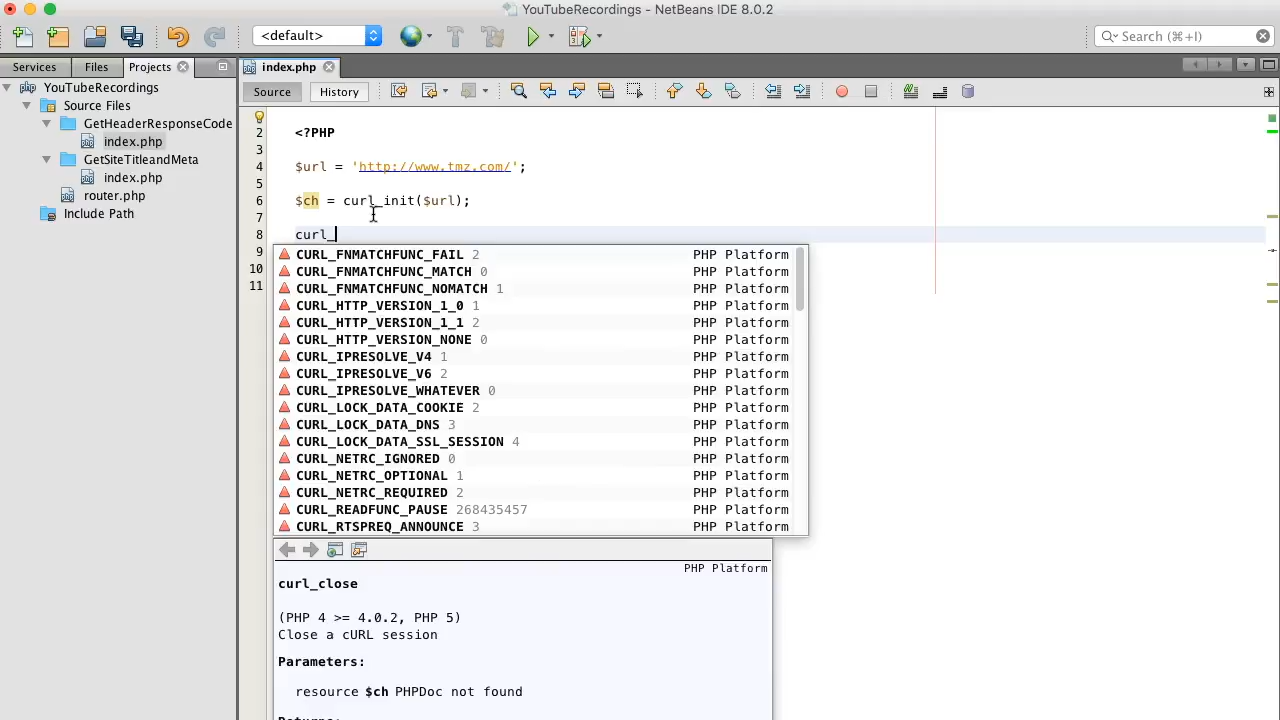 YouTubeRecordings - NetBeans IDE 8.0.2
<default>
Search (⌘+I)
Services
Files
Projects
index.php
YouTubeRecordings
Source Files
GetHeaderResponseCode
index.php
GetSiteTitleandMeta
index.php
router.php
Include Path
Source
History
2 <?PHP
3
4 $url = 'http://www.tmz.com/';
5
6 $ch = curl_init($url);
7
8 curl_
9
10
11
CURL_FNMATCHFUNC_FAIL 2 PHP Platform
CURL_FNMATCHFUNC_MATCH 0 PHP Platform
CURL_FNMATCHFUNC_NOMATCH 1 PHP Platform
CURL_HTTP_VERSION_1_0 1 PHP Platform
CURL_HTTP_VERSION_1_1 2 PHP Platform
CURL_HTTP_VERSION_NONE 0 PHP Platform
CURL_IPRESOLVE_V4 1 PHP Platform
CURL_IPRESOLVE_V6 2 PHP Platform
CURL_IPRESOLVE_WHATEVER 0 PHP Platform
CURL_LOCK_DATA_COOKIE 2 PHP Platform
CURL_LOCK_DATA_DNS 3 PHP Platform
CURL_LOCK_DATA_SSL_SESSION 4 PHP Platform
CURL_NETRC_IGNORED 0 PHP Platform
CURL_NETRC_OPTIONAL 1 PHP Platform
CURL_NETRC_REQUIRED 2 PHP Platform
CURL_READFUNC_PAUSE 268435457 PHP Platform
CURL_RTSPREQ_ANNOUNCE 3 PHP Platform
PHP Platform
curl_close
(PHP 4 >= 4.0.2, PHP 5)
Close a cURL session
Parameters:
resource $ch PHPDoc not found
Returns: